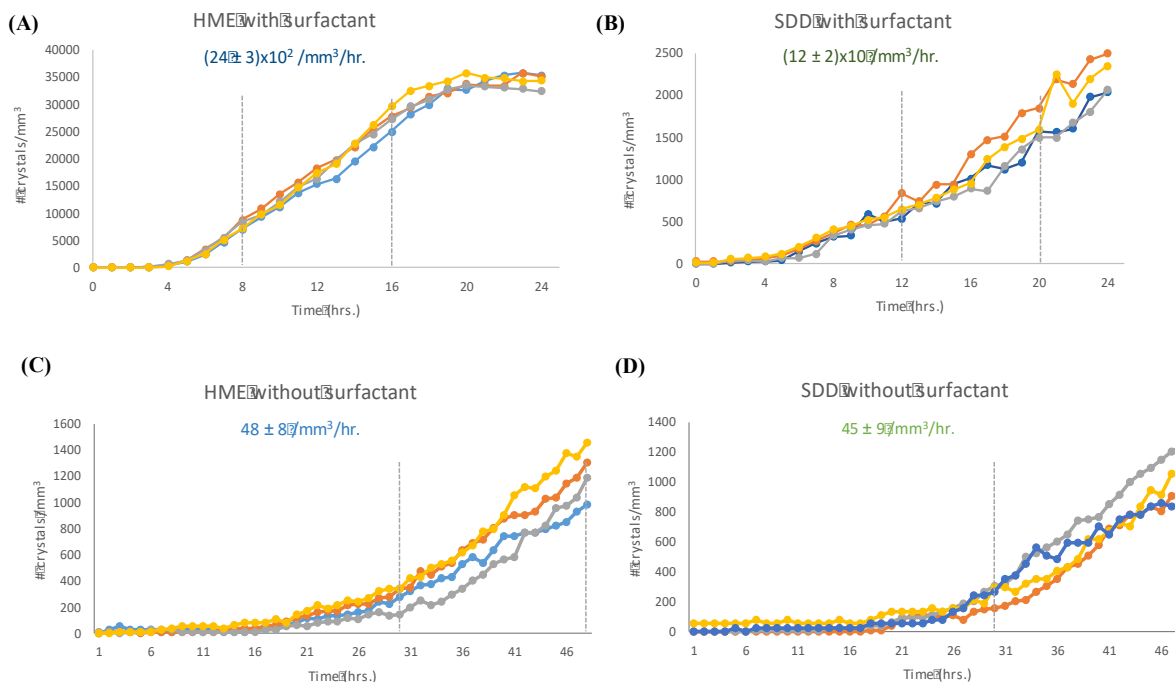 (A)
HME⍰with⍰surfactant
(24⍰± 3)x10² /mm³/hr.
#⍰crystals/mm³
40000
35000
30000
25000
20000
15000
10000
5000
0
0 4 8 12 16 20 24
Time⍰(hrs.)
(B)
SDD⍰with⍰surfactant
(12 ± 2)x10⍰/mm³/hr.
#⍰crystals/mm³
2500
2000
1500
1000
500
0
0 4 8 12 16 20 24
Time⍰(hrs.)
(C)
HME⍰without⍰surfactant
48 ± 8⍰/mm³/hr.
#⍰crystals⍰/mm³
1600
1400
1200
1000
800
600
400
200
0
1 6 11 16 21 26 31 36 41 46
Time⍰(hrs.)
(D)
SDD⍰without⍰surfactant
45 ± 9⍰/mm³/hr.
#⍰crystals/mm³
1400
1200
1000
800
600
400
200
0
1 6 11 16 21 26 31 36 41 46
Time⍰(hrs.)